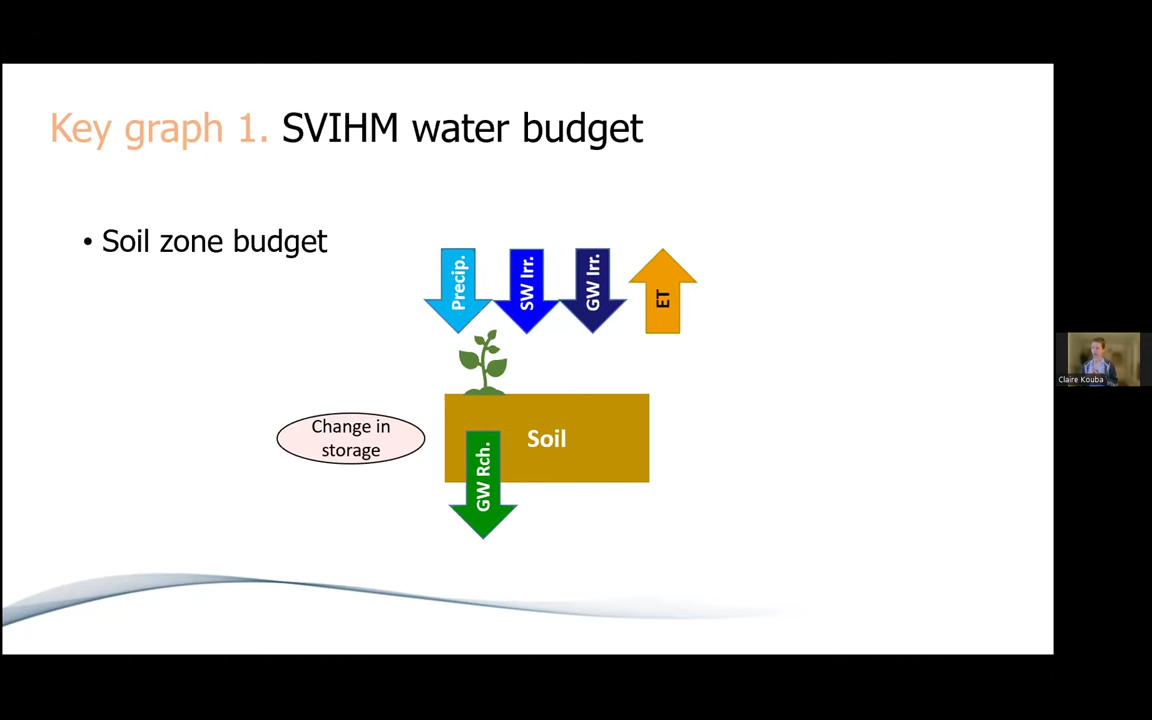 Key graph 1. SVIHM water budget
• Soil zone budget
Precip.
SW Irr.
GW Irr.
ET
Change in
storage
Soil
GW Rch.
Claire Kouba